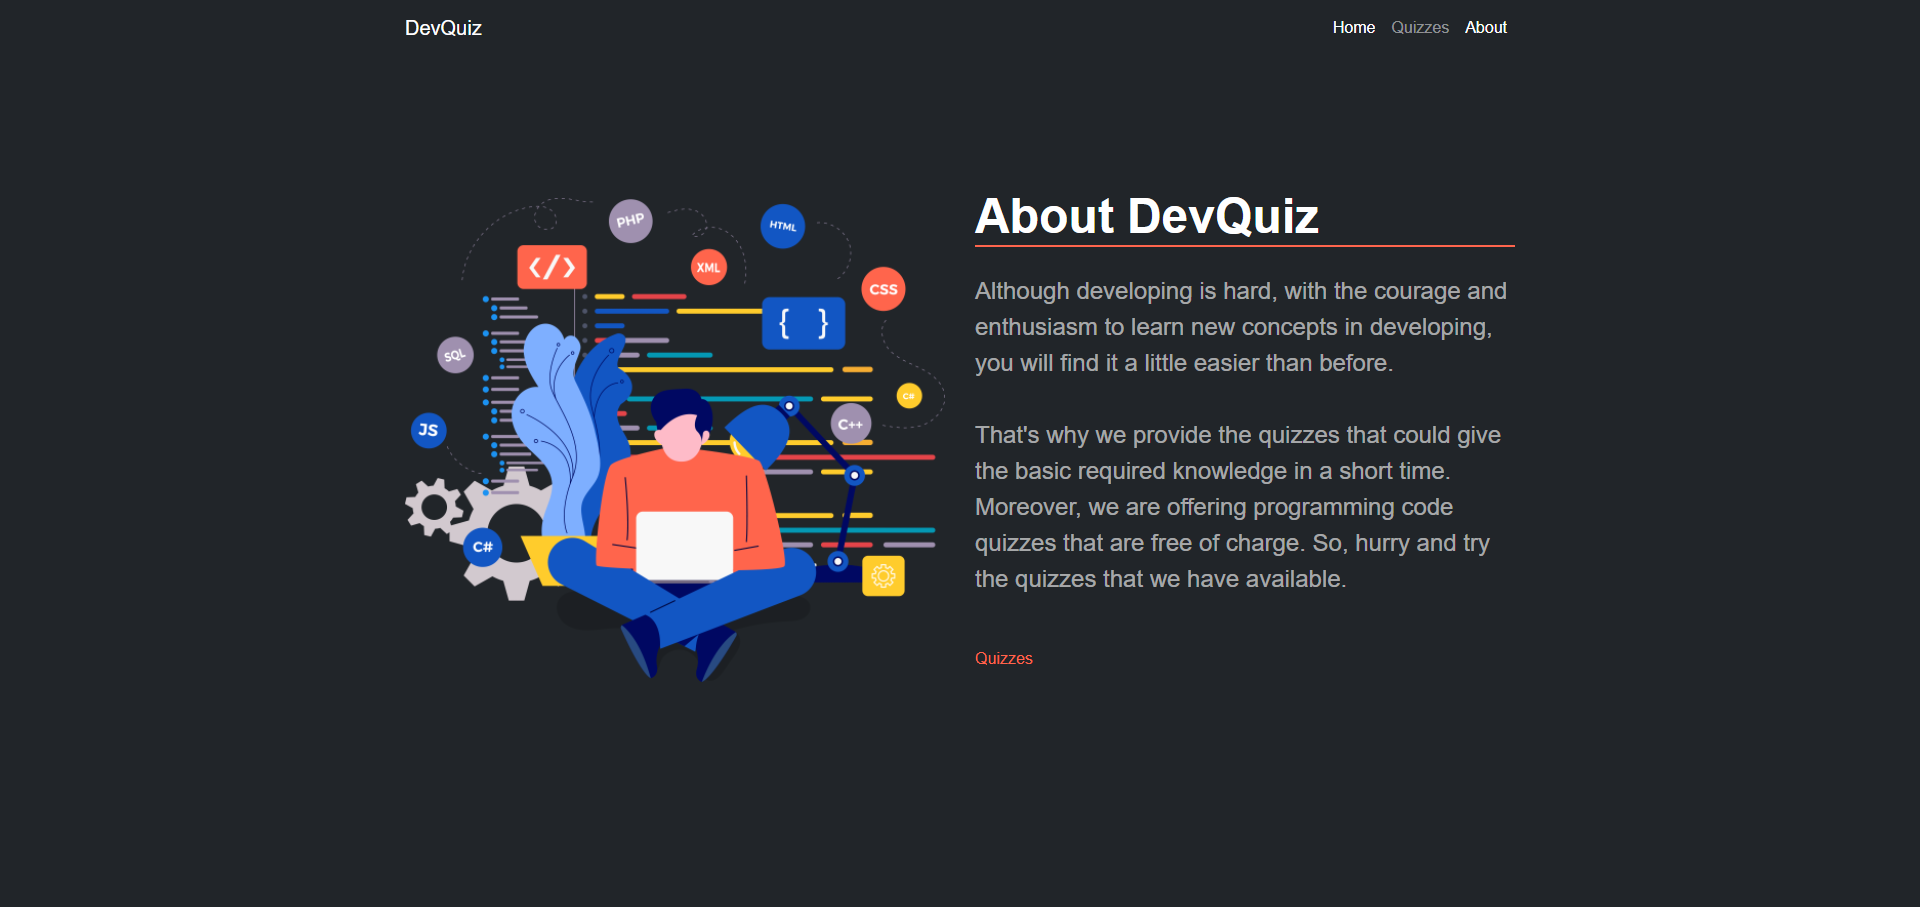 DevQuiz
Home Quizzes About
PHP
HTML
</>
XML
CSS
{ }
SQL
C#
C++
JS
C#
About DevQuiz
Although developing is hard, with the courage and
enthusiasm to learn new concepts in developing,
you will find it a little easier than before.
That's why we provide the quizzes that could give
the basic required knowledge in a short time.
Moreover, we are offering programming code
quizzes that are free of charge. So, hurry and try
the quizzes that we have available.
Quizzes